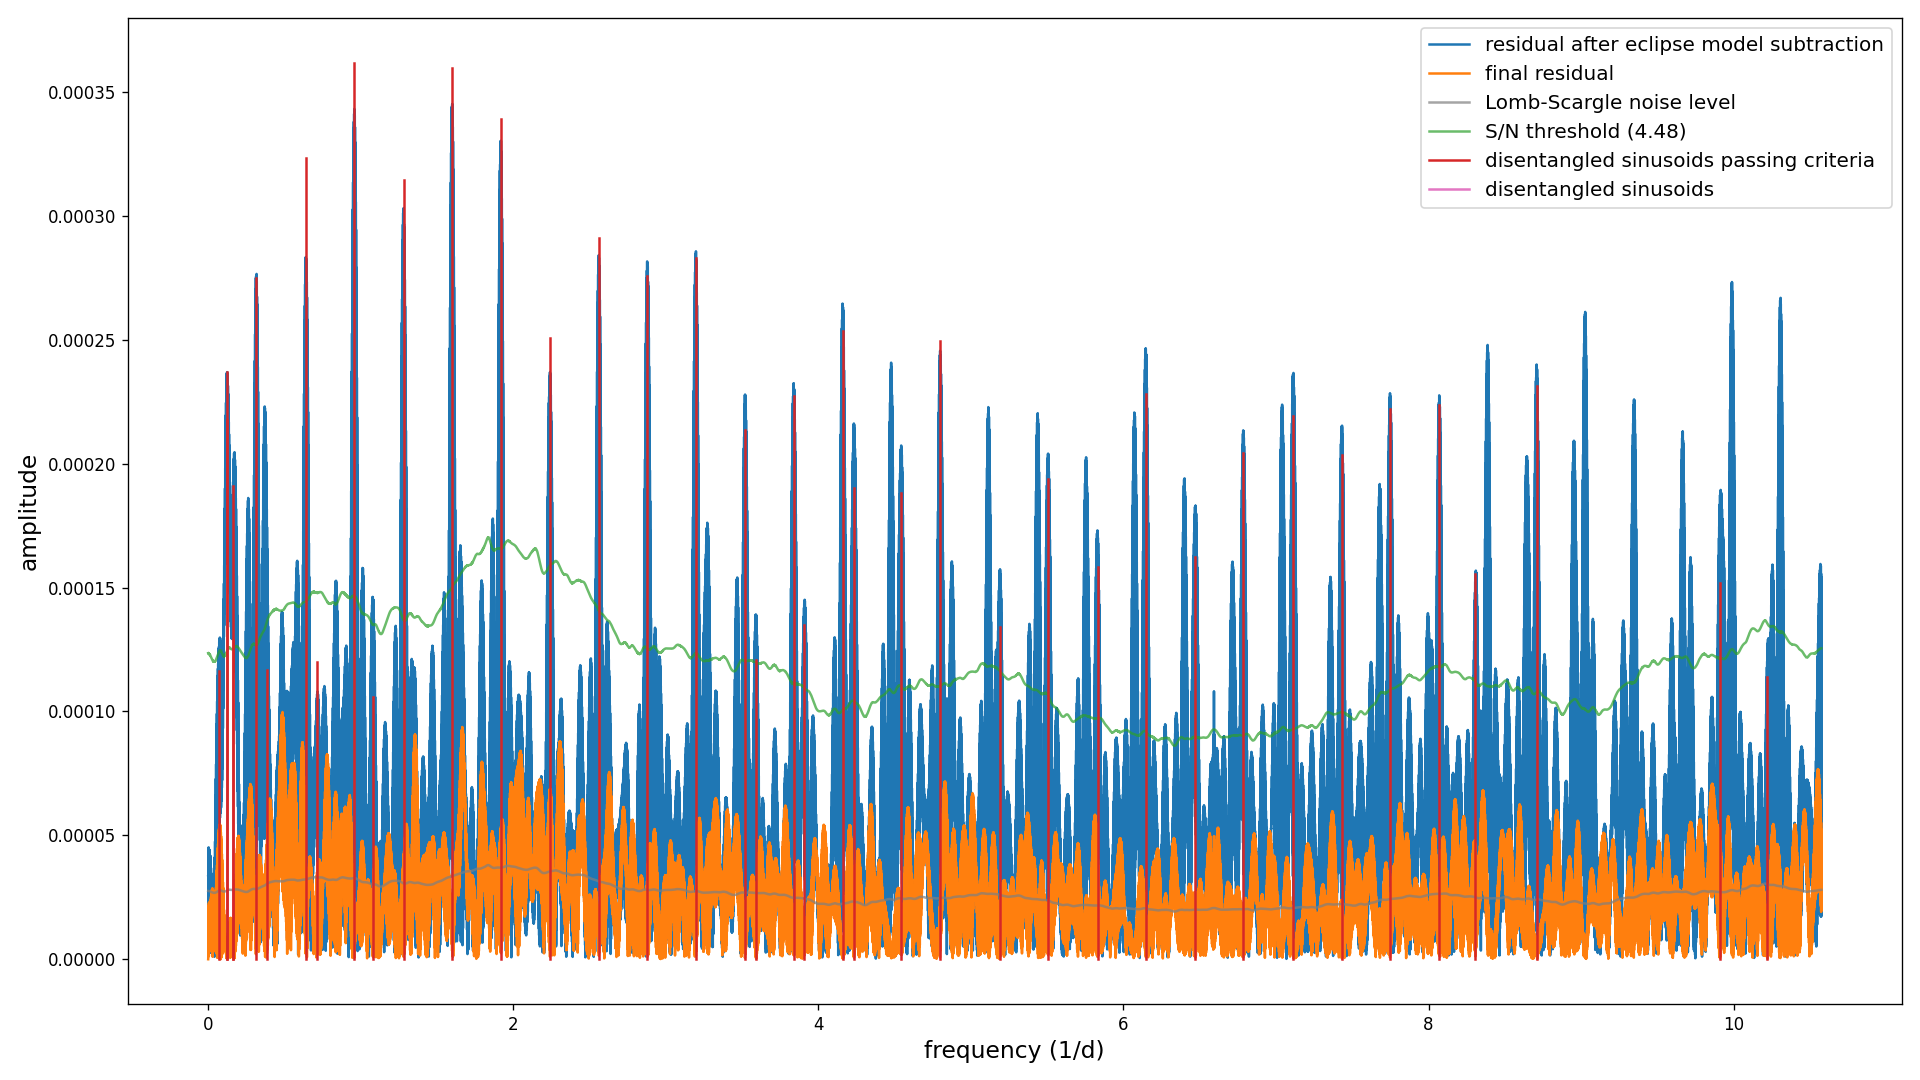 residual after eclipse model subtraction
final residual
Lomb-Scargle noise level
S/N threshold (4.48)
disentangled sinusoids passing criteria
disentangled sinusoids
amplitude
0.00035
0.00030
0.00025
0.00020
0.00015
0.00010
0.00005
0.00000
0 2 4 6 8 10
frequency (1/d)